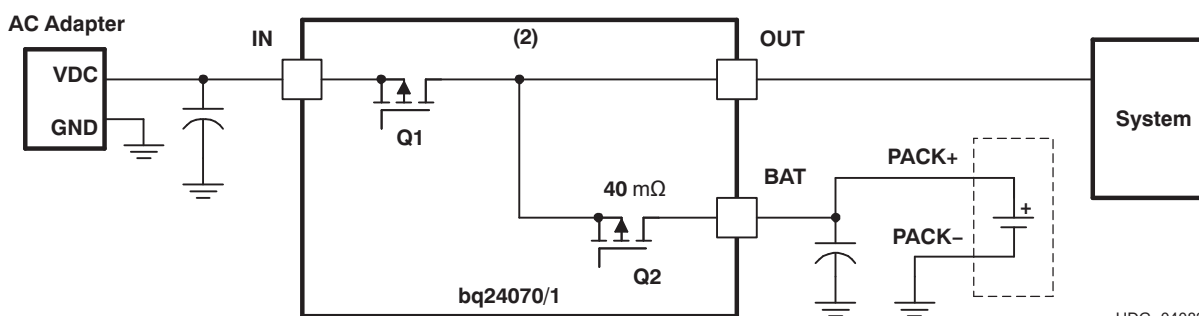 AC Adapter
IN
(2)
OUT
VDC
GND
Q1
System
PACK+
BAT
40 mΩ
+
PACK–
Q2
bq24070/1